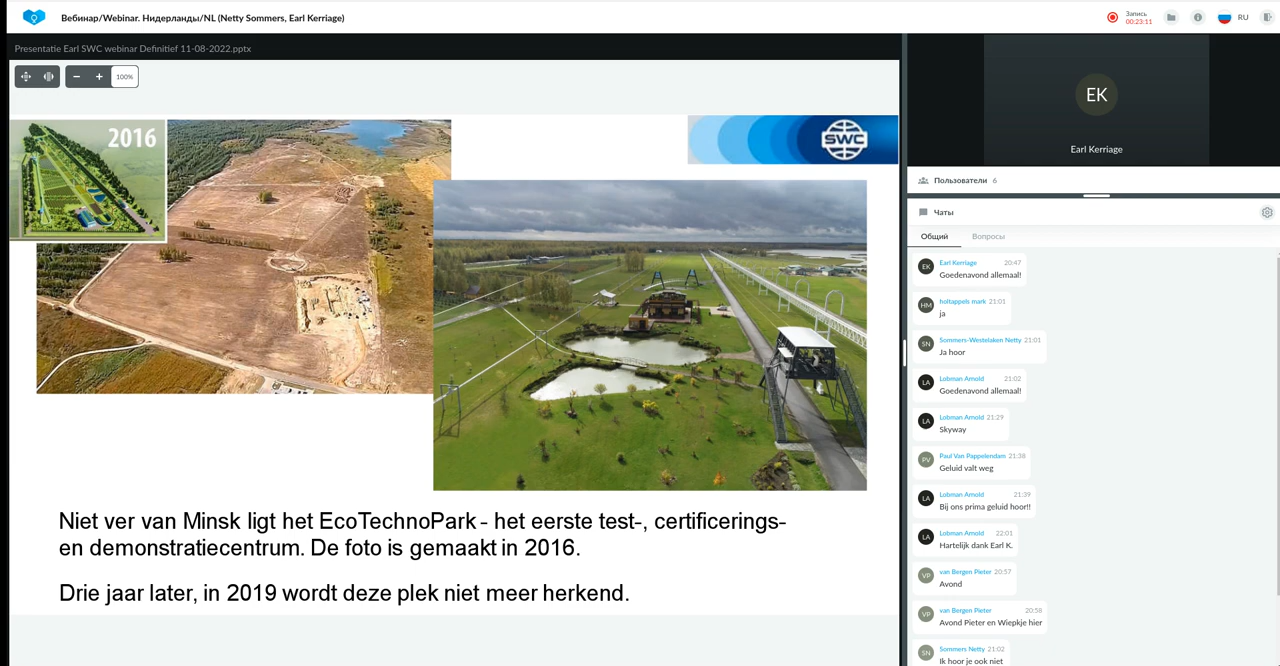 Вебинар/Webinar. Нидерланды/NL (Netty Sommers, Earl Kerriage)
Запись
00:23:11
RU
Presentatie Earl SWC webinar Definitief 11-08-2022.pptx
100%
2016
SWC
Niet ver van Minsk ligt het EcoTechnoPark - het eerste test-, certificerings-
en demonstratiecentrum. De foto is gemaakt in 2016.
Drie jaar later, in 2019 wordt deze plek niet meer herkend.
EK
Earl Kerriage
Пользователи 6
Чаты
Общий Вопросы
EK
Earl Kerriage 20:47
Goedenavond allemaal!
HM
holtappels mark 21:01
ja
SN
Sommers-Westelaken Netty 21:01
Ja hoor
LA
Lobman Arnold 21:02
Goedenavond allemaal!
LA
Lobman Arnold 21:29
Skyway
PV
Paul Van Pappelendam 21:38
Geluid valt weg
LA
Lobman Arnold 21:39
Bij ons prima geluid hoor!!
LA
Lobman Arnold 22:01
Hartelijk dank Earl K.
VP
van Bergen Pieter 20:57
Avond
VP
van Bergen Pieter 20:58
Avond Pieter en Wiepkje hier
SN
Sommers Netty 21:02
Ik hoor je ook niet